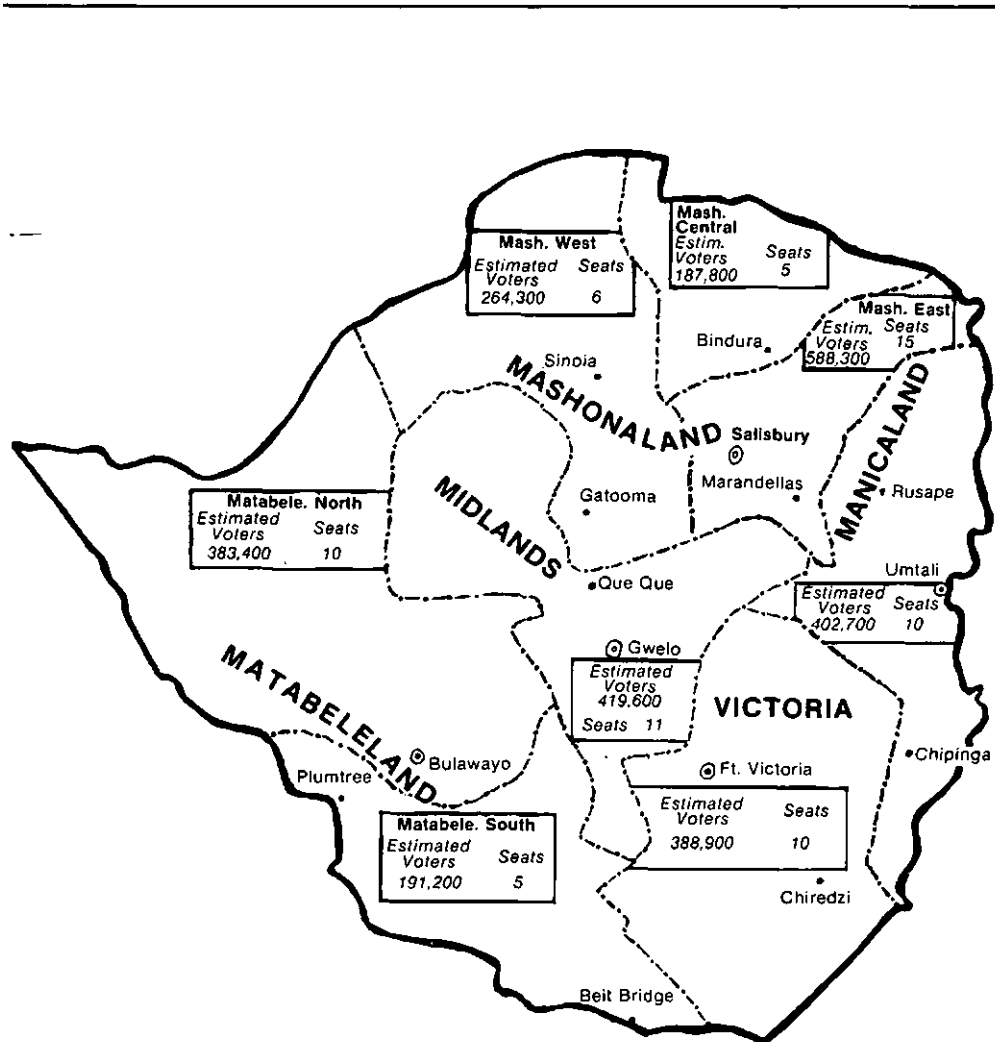 Mash. West
Estimated Seats
Voters
264,300 6
Mash.
Central
Estim.
Voters Seats
187,800 5
Mash. East
Estim. Seats
Voters 15
588,300
Bindura
Sinoia
MASHONALAND
Salisbury
MANICALAND
Marandellas
Rusape
Gatooma
MIDLANDS
Matabele. North
Estimated
Voters Seats
383,400 10
Que Que
Umtali
Estimated
Voters Seats
402,700 10
Gwelo
Estimated
Voters
419,600
Seats 11
VICTORIA
MATABELELAND
Bulawayo
Plumtree
Ft. Victoria
Chipinga
Estimated Seats
Voters
388,900 10
Matabele. South
Estimated
Voters Seats
191,200 5
Chiredzi
Beit Bridge